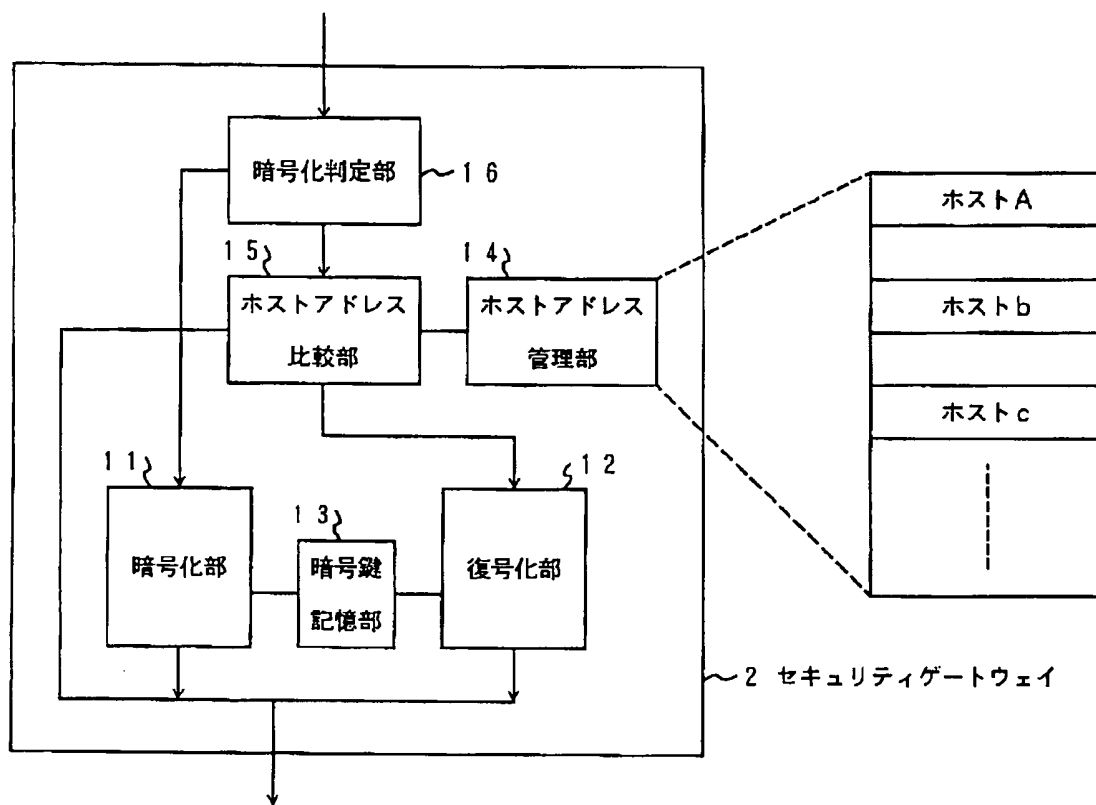 暗号化判定部
16
ホストA
15
14
ホストアドレス
比較部
ホストアドレス
管理部
ホストb
ホストc
11
12
13
暗号化部
暗号鍵
記憶部
復号化部
2 セキュリティゲートウェイ